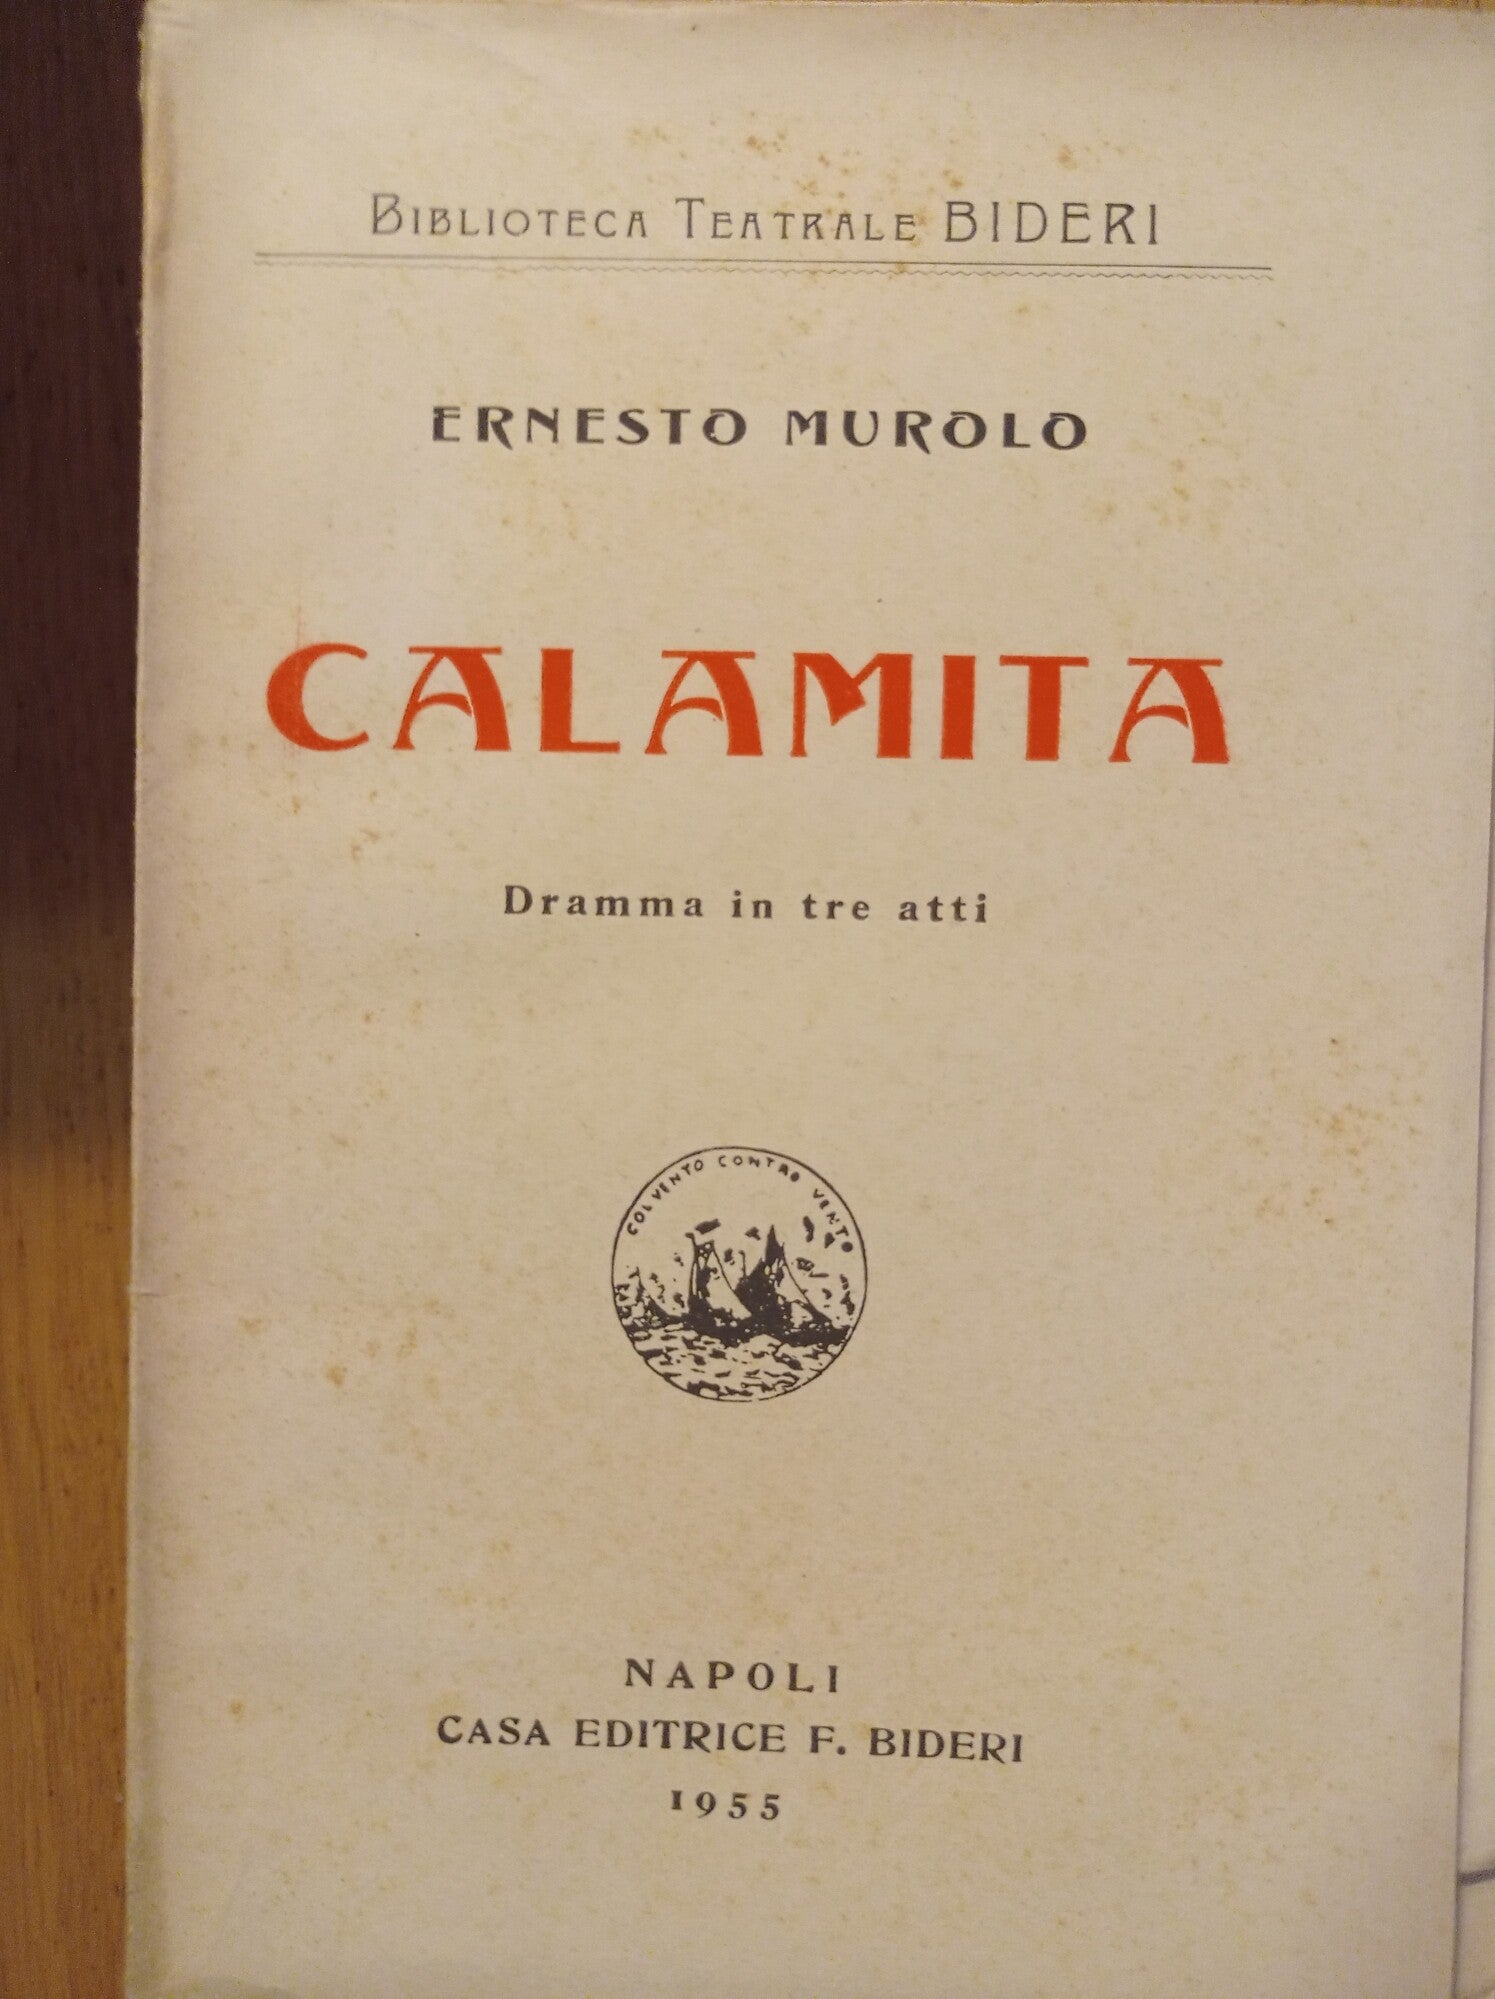 BIBLIOTECA TEATRALE BIDERI
ERNESTO MUROLO
CALAMITA
Dramma in tre atti
COL VENTO CONTRO VENTO
NAPOLI
CASA EDITRICE F. BIDERI
1955